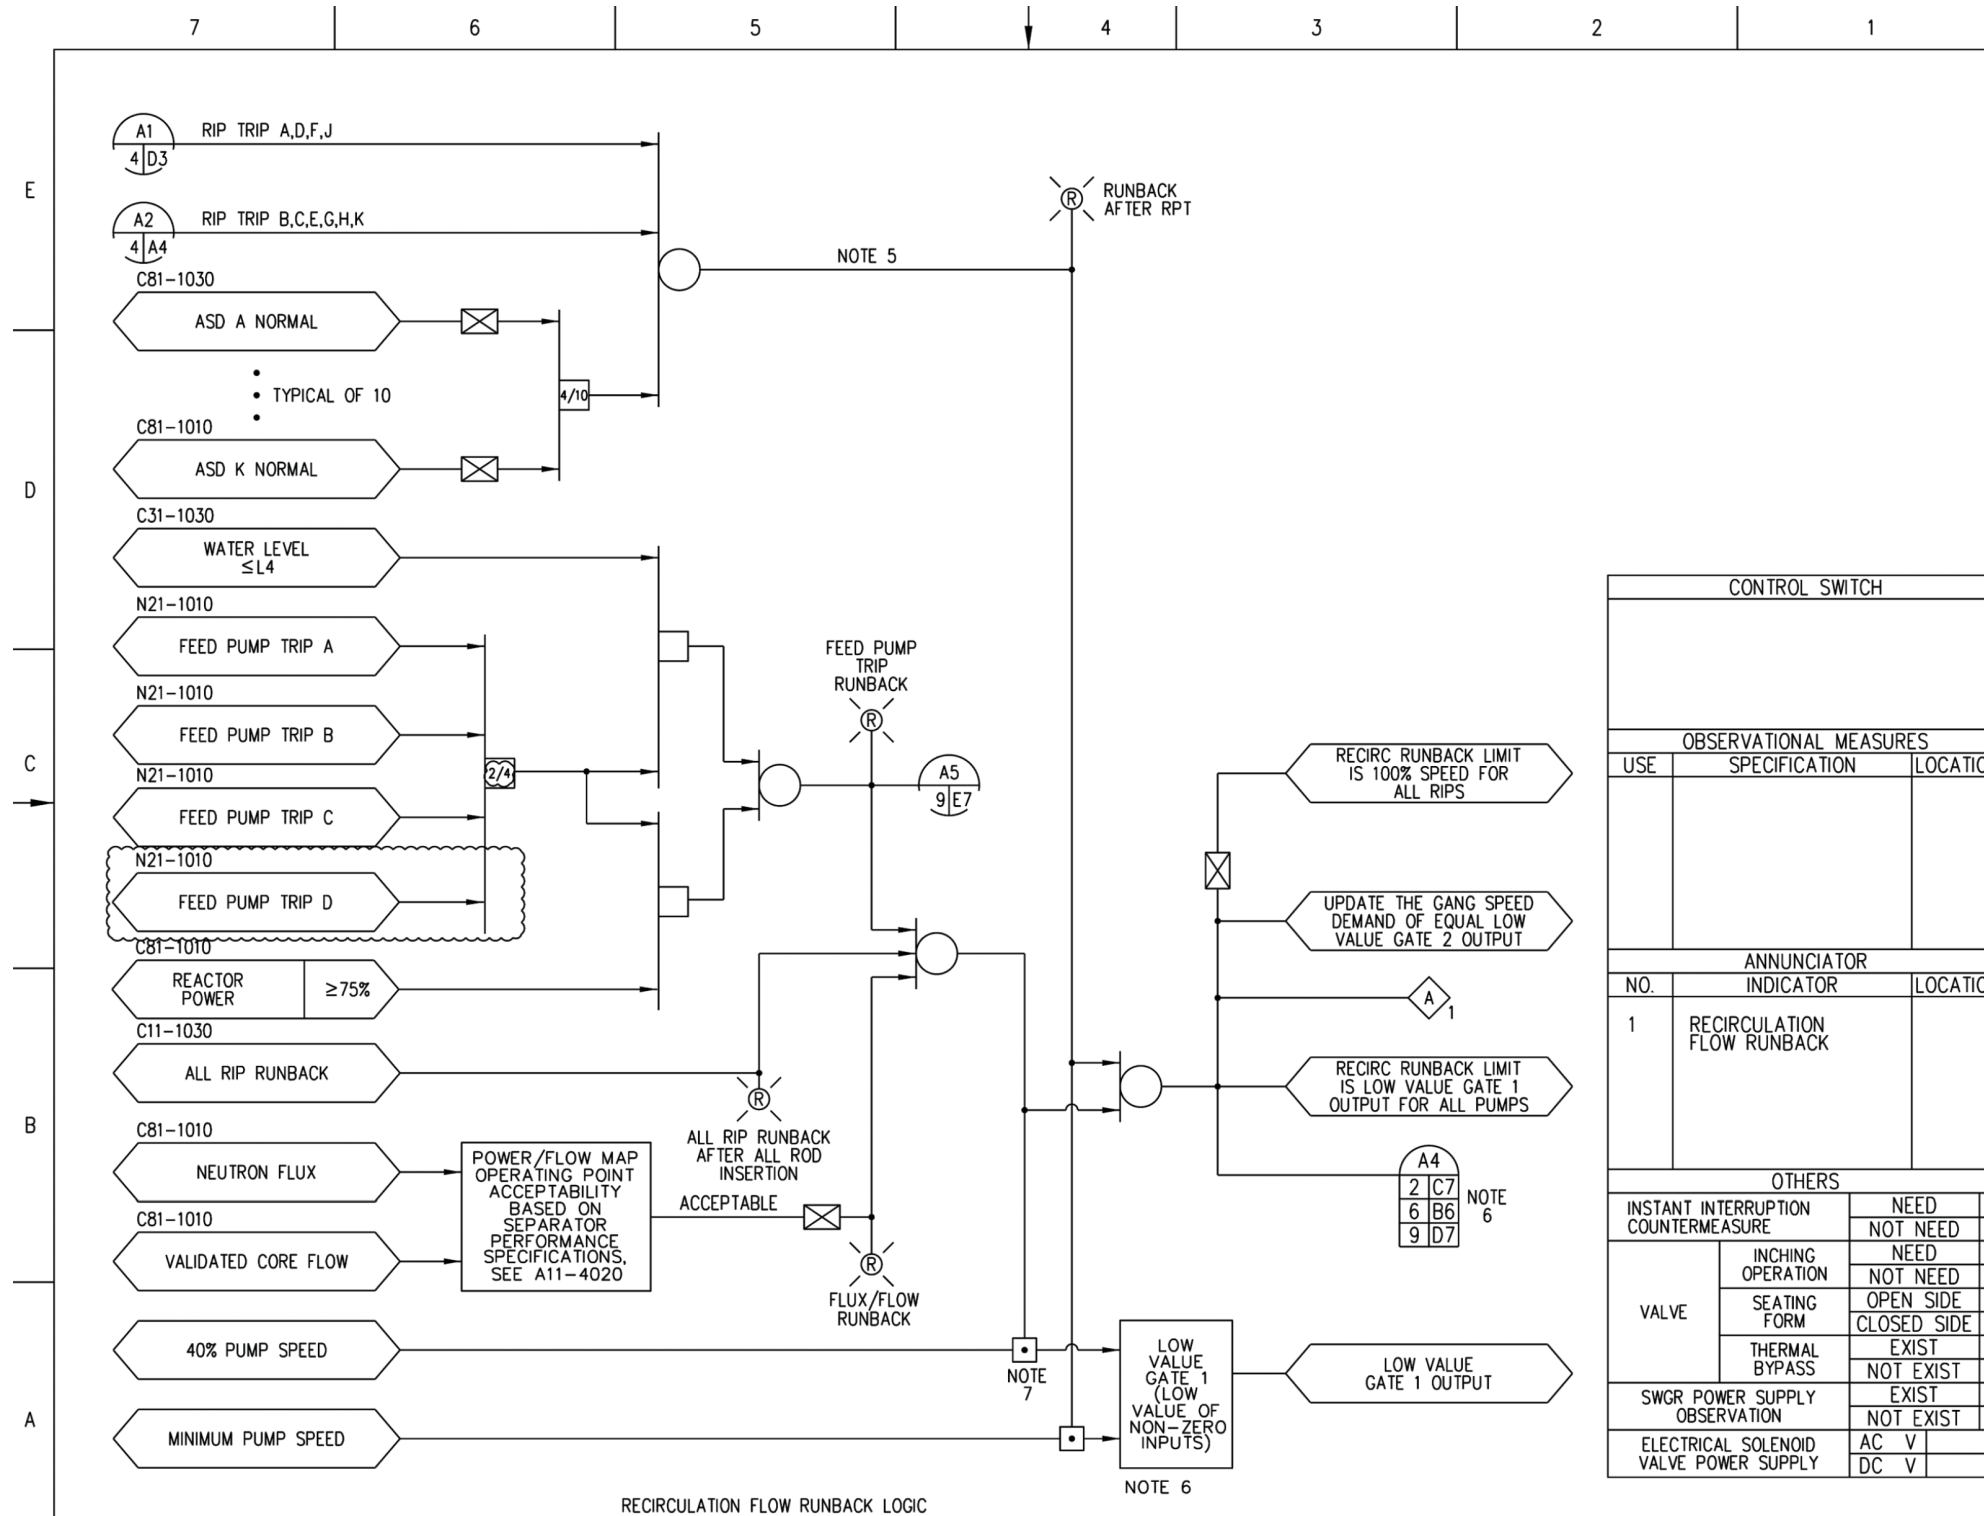 7 6 5 4 3 2 1
E
D
C
B
A
A1
4 D3
RIP TRIP A,D,F,J
A2
4 A4
RIP TRIP B,C,E,G,H,K
C81-1030
ASD A NORMAL
TYPICAL OF 10
C81-1010
ASD K NORMAL
4/10
NOTE 5
R
RUNBACK
AFTER RPT
C31-1030
WATER LEVEL
≤L4
N21-1010
FEED PUMP TRIP A
N21-1010
FEED PUMP TRIP B
N21-1010
FEED PUMP TRIP C
N21-1010
FEED PUMP TRIP D
2/4
C81-1010
REACTOR
POWER
≥75%
FEED PUMP
TRIP
RUNBACK
R
A5
9 E7
C11-1030
ALL RIP RUNBACK
R
ALL RIP RUNBACK
AFTER ALL ROD
INSERTION
C81-1010
NEUTRON FLUX
C81-1010
VALIDATED CORE FLOW
POWER/FLOW MAP
OPERATING POINT
ACCEPTABILITY
BASED ON
SEPARATOR
PERFORMANCE
SPECIFICATIONS,
SEE A11-4020
ACCEPTABLE
R
FLUX/FLOW
RUNBACK
40% PUMP SPEED
MINIMUM PUMP SPEED
NOTE
7
LOW
VALUE
GATE 1
(LOW
VALUE OF
NON-ZERO
INPUTS)
NOTE 6
LOW VALUE
GATE 1 OUTPUT
RECIRC RUNBACK LIMIT
IS 100% SPEED FOR
ALL RIPS
UPDATE THE GANG SPEED
DEMAND OF EQUAL LOW
VALUE GATE 2 OUTPUT
A
1
RECIRC RUNBACK LIMIT
IS LOW VALUE GATE 1
OUTPUT FOR ALL PUMPS
A4
2 C7
6 B6
9 D7
NOTE
6
RECIRCULATION FLOW RUNBACK LOGIC
CONTROL SWITCH
OBSERVATIONAL MEASURES
USE SPECIFICATION LOCATIO
ANNUNCIATOR
NO. INDICATOR LOCATIO
1 RECIRCULATION
FLOW RUNBACK
OTHERS
INSTANT INTERRUPTION
COUNTERMEASURE
NEED
NOT NEED
VALVE
INCHING
OPERATION
NEED
NOT NEED
SEATING
FORM
OPEN SIDE
CLOSED SIDE
THERMAL
BYPASS
EXIST
NOT EXIST
SWGR POWER SUPPLY
OBSERVATION
EXIST
NOT EXIST
ELECTRICAL SOLENOID
VALVE POWER SUPPLY
AC V
DC V